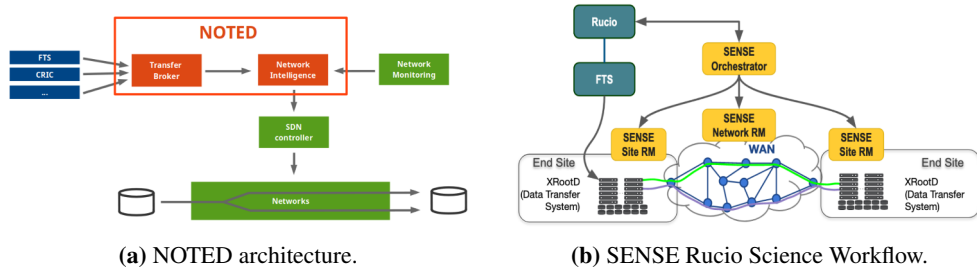 NOTED
FTS
CRIC
...
Transfer
Broker
Network
Intelligence
Network
Monitoring
SDN
controller
Networks
(a) NOTED architecture.
Rucio
FTS
SENSE
Orchestrator
SENSE
Network RM
SENSE
Site RM
SENSE
Site RM
WAN
End Site
XRootD
(Data Transfer
System)
End Site
XRootD
(Data Transfer
System)
(b) SENSE Rucio Science Workflow.